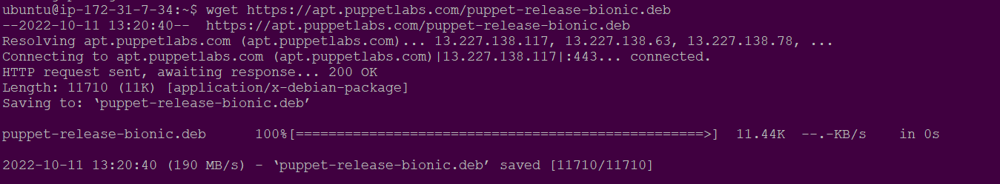 ubuntu@ip-172-31-7-34:~$ wget https://apt.puppetlabs.com/puppet-release-bionic.deb
--2022-10-11 13:20:40--  https://apt.puppetlabs.com/puppet-release-bionic.deb
Resolving apt.puppetlabs.com (apt.puppetlabs.com)... 13.227.138.117, 13.227.138.63, 13.227.138.78, ...
Connecting to apt.puppetlabs.com (apt.puppetlabs.com)|13.227.138.117|:443... connected.
HTTP request sent, awaiting response... 200 OK
Length: 11710 (11K) [application/x-debian-package]
Saving to: ‘puppet-release-bionic.deb’
puppet-release-bionic.deb      100%[==================================================>]  11.44K  --.-KB/s    in 0s
2022-10-11 13:20:40 (190 MB/s) - ‘puppet-release-bionic.deb’ saved [11710/11710]